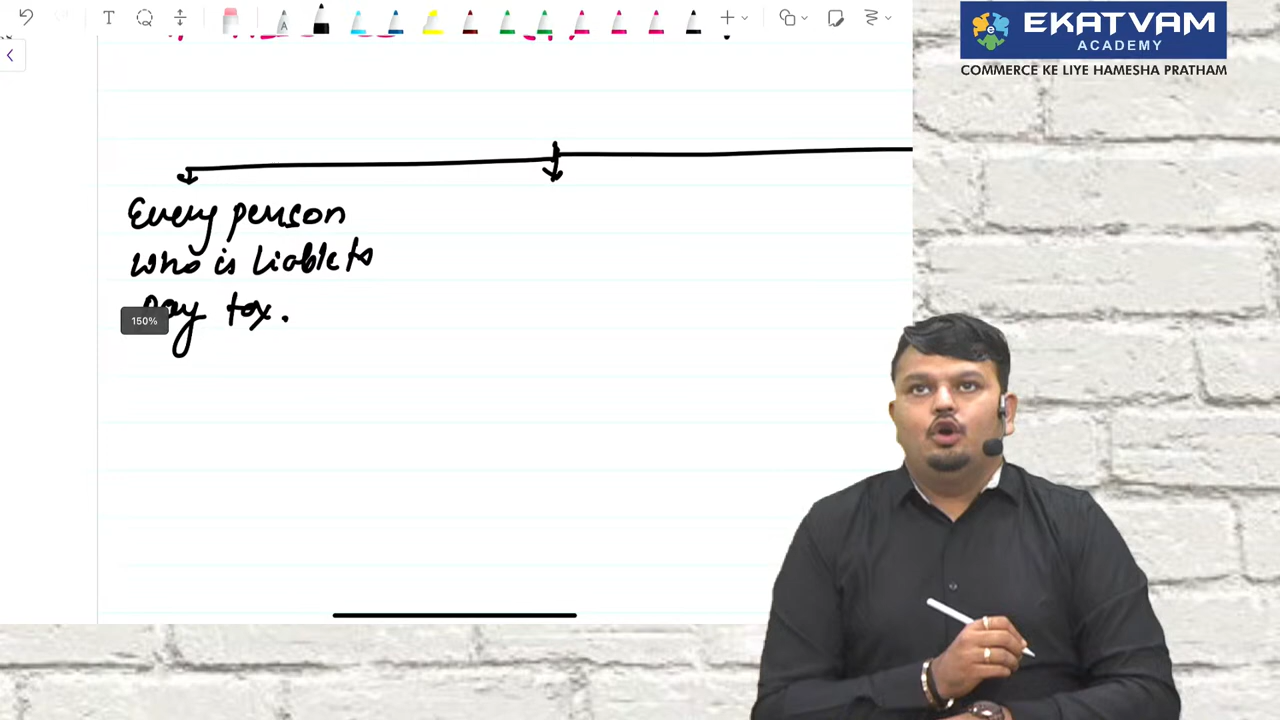 T
A
EKATVAM
ACADEMY
COMMERCE KE LIYE HAMESHA PRATHAM
Every person
who is liable to
pay tax.
150%